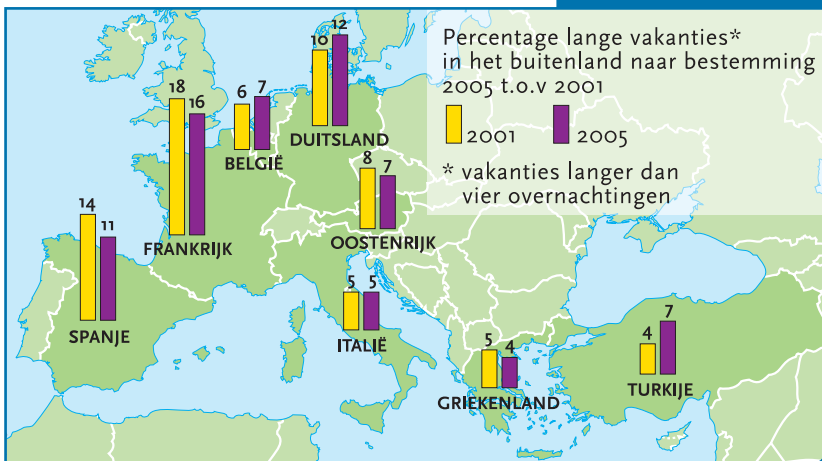 Percentage lange vakanties*
in het buitenland naar bestemming
2005 t.o.v 2001
2001 2005
* vakanties langer dan
vier overnachtingen
10 12
DUITSLAND
18 16
FRANKRIJK
6 7
BELGIË
8 7
OOSTENRIJK
14 11
SPANJE
5 5
ITALIË
5 4
GRIEKENLAND
4 7
TURKIJE